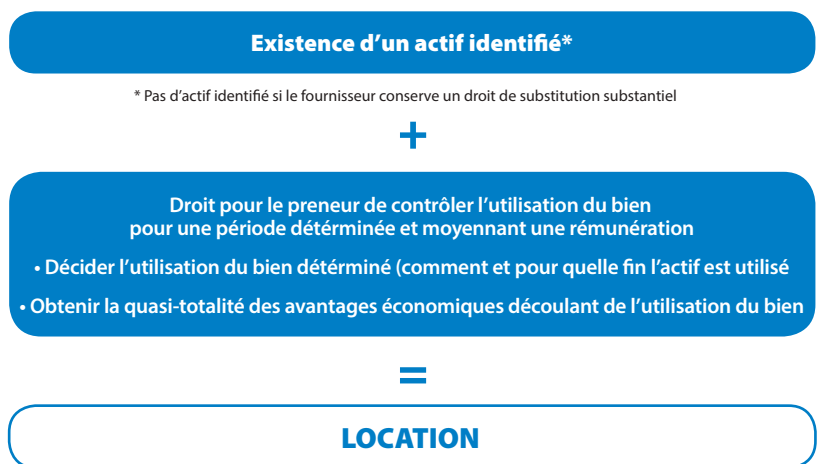 Existence d’un actif identifié*
* Pas d’actif identifié si le fournisseur conserve un droit de substitution substantiel
+
Droit pour le preneur de contrôler l’utilisation du bien
pour une période détérminée et moyennant une rémunération
• Décider l’utilisation du bien détérminé (comment et pour quelle fin l’actif est utilisé
• Obtenir la quasi-totalité des avantages économiques découlant de l’utilisation du bien
=
LOCATION